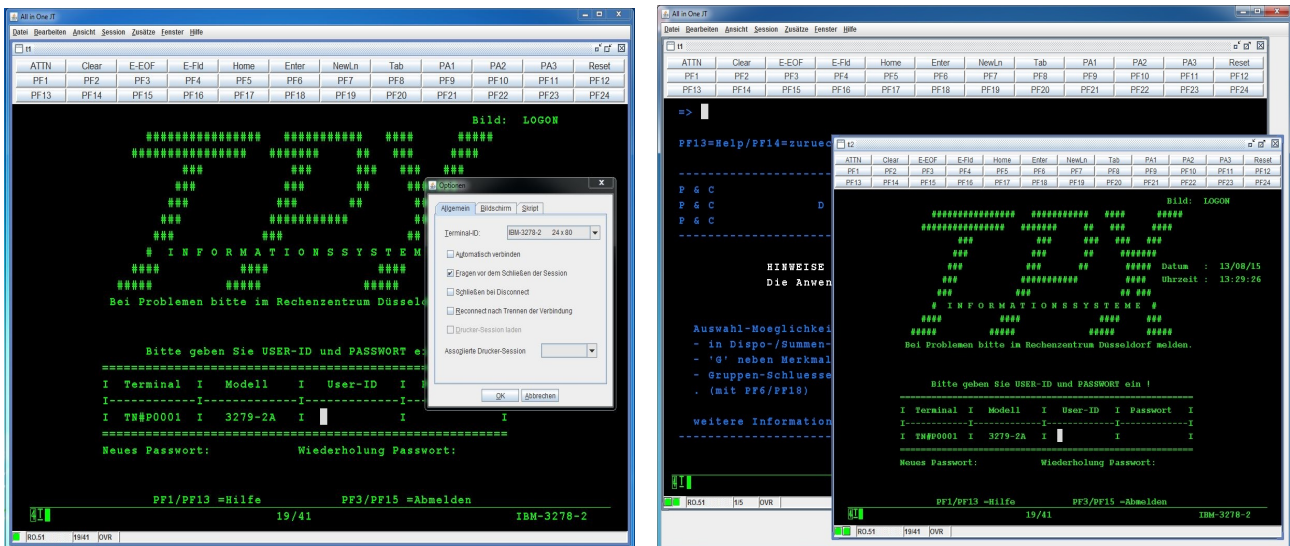 All in One JT
Datei Bearbeiten Ansicht Session Zusätze Fenster Hilfe
t1
ATTN Clear E-EOF E-Fld Home Enter NewLn Tab PA1 PA2 PA3 Reset
PF1 PF2 PF3 PF4 PF5 PF6 PF7 PF8 PF9 PF10 PF11 PF12
PF13 PF14 PF15 PF16 PF17 PF18 PF19 PF20 PF21 PF22 PF23 PF24
Bild: LOGON
# I N F O R M A T I O N S S Y S T E M
Bei Problemen bitte im Rechenzentrum Düsseld
Bitte geben Sie USER-ID und PASSWORT e
I Terminal I Modell I User-ID I
I TN#P0001 I 3279-2A I I I
Neues Passwort: Wiederholung Passwort:
PF1/PF13 =Hilfe PF3/PF15 =Abmelden
19/41 IBM-3278-2
RO.51 19/41 OVR
Optionen
Allgemein Bildschirm Skript
Terminal-ID: IBM-3278-2 24 x 80
Automatisch verbinden
Fragen vor dem Schließen der Session
Schließen bei Disconnect
Reconnect nach Trennen der Verbindung
Drucker-Session laden
Assoziierte Drucker-Session
OK Abbrechen
All in One JT
Datei Bearbeiten Ansicht Session Zusätze Fenster Hilfe
t1
ATTN Clear E-EOF E-Fld Home Enter NewLn Tab PA1 PA2 PA3 Reset
PF1 PF2 PF3 PF4 PF5 PF6 PF7 PF8 PF9 PF10 PF11 PF12
PF13 PF14 PF15 PF16 PF17 PF18 PF19 PF20 PF21 PF22 PF23 PF24
=>
PF13=Help/PF14=zurue
P & C
P & C D
P & C
HINWEISE
Die Anwen
Auswahl-Moeglichkei
- in Dispo-/Summen-
- 'G' neben Merkmal
- Gruppen-Schluesse
. (mit PF6/PF18)
weitere Information
RO.51 1/5 OVR
t2
ATTN Clear E-EOF E-Fld Home Enter NewLn Tab PA1 PA2 PA3 Reset
PF1 PF2 PF3 PF4 PF5 PF6 PF7 PF8 PF9 PF10 PF11 PF12
PF13 PF14 PF15 PF16 PF17 PF18 PF19 PF20 PF21 PF22 PF23 PF24
Bild: LOGON
Datum : 13/08/15
Uhrzeit : 13:29:26
# I N F O R M A T I O N S S Y S T E M E #
Bei Problemen bitte im Rechenzentrum Düsseldorf melden.
Bitte geben Sie USER-ID und PASSWORT ein !
I Terminal I Modell I User-ID I Passwort I
I TN#P0001 I 3279-2A I I I
Neues Passwort: Wiederholung Passwort:
PF1/PF13 =Hilfe PF3/PF15 =Abmelden
19/41 IBM-3278-2
RO.51 19/41 OVR